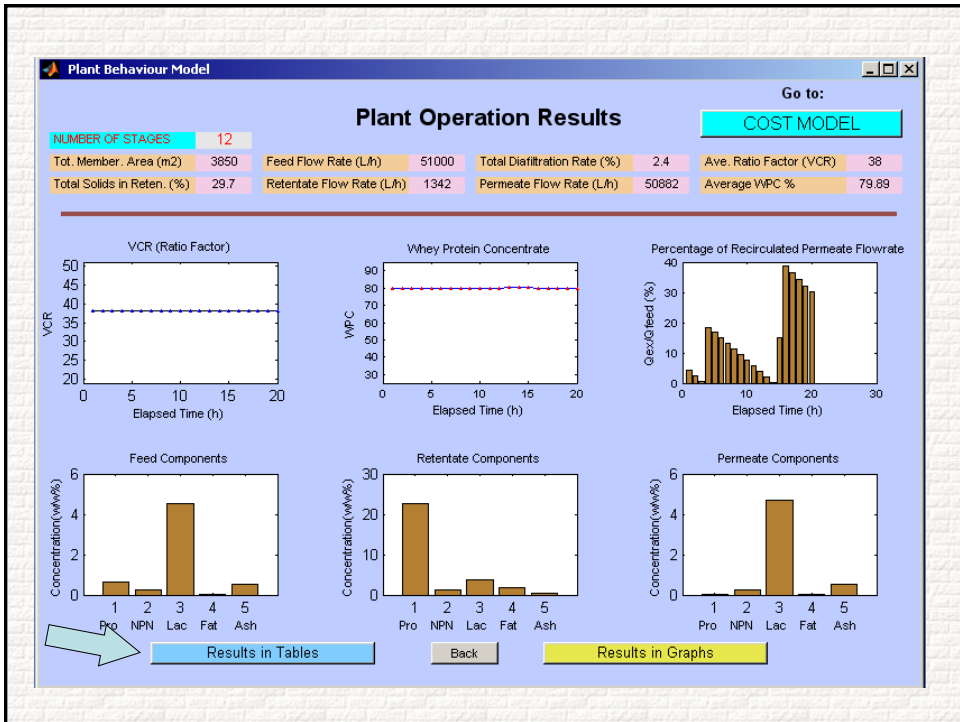 Plant Behaviour Model
Go to:
Plant Operation Results
COST MODEL
NUMBER OF STAGES 12
Tot. Member. Area (m2) 3850 Feed Flow Rate (L/h) 51000 Total Diafiltration Rate (%) 2.4 Ave. Ratio Factor (VCR) 38
Total Solids in Reten. (%) 29.7 Retentate Flow Rate (L/h) 1342 Permeate Flow Rate (L/h) 50882 Average WPC % 79.89
VCR (Ratio Factor)
50
45
40
35
30
25
20
VCR
0 5 10 15 20
Elapsed Time (h)
Whey Protein Concentrate
90
80
70
60
50
40
30
WPC
0 5 10 15 20
Elapsed Time (h)
Percentage of Recirculated Permeate Flowrate
40
30
20
10
0
Qex/Qfeed (%)
0 10 20 30
Elapsed Time (h)
Feed Components
6
4
2
0
Concentration(w/w%)
1 2 3 4 5
Pro NPN Lac Fat Ash
Retentate Components
30
20
10
0
Concentration(w/w%)
1 2 3 4 5
Pro NPN Lac Fat Ash
Permeate Components
6
4
2
0
Concentration(w/w%)
1 2 3 4 5
Pro NPN Lac Fat Ash
Results in Tables
Back
Results in Graphs